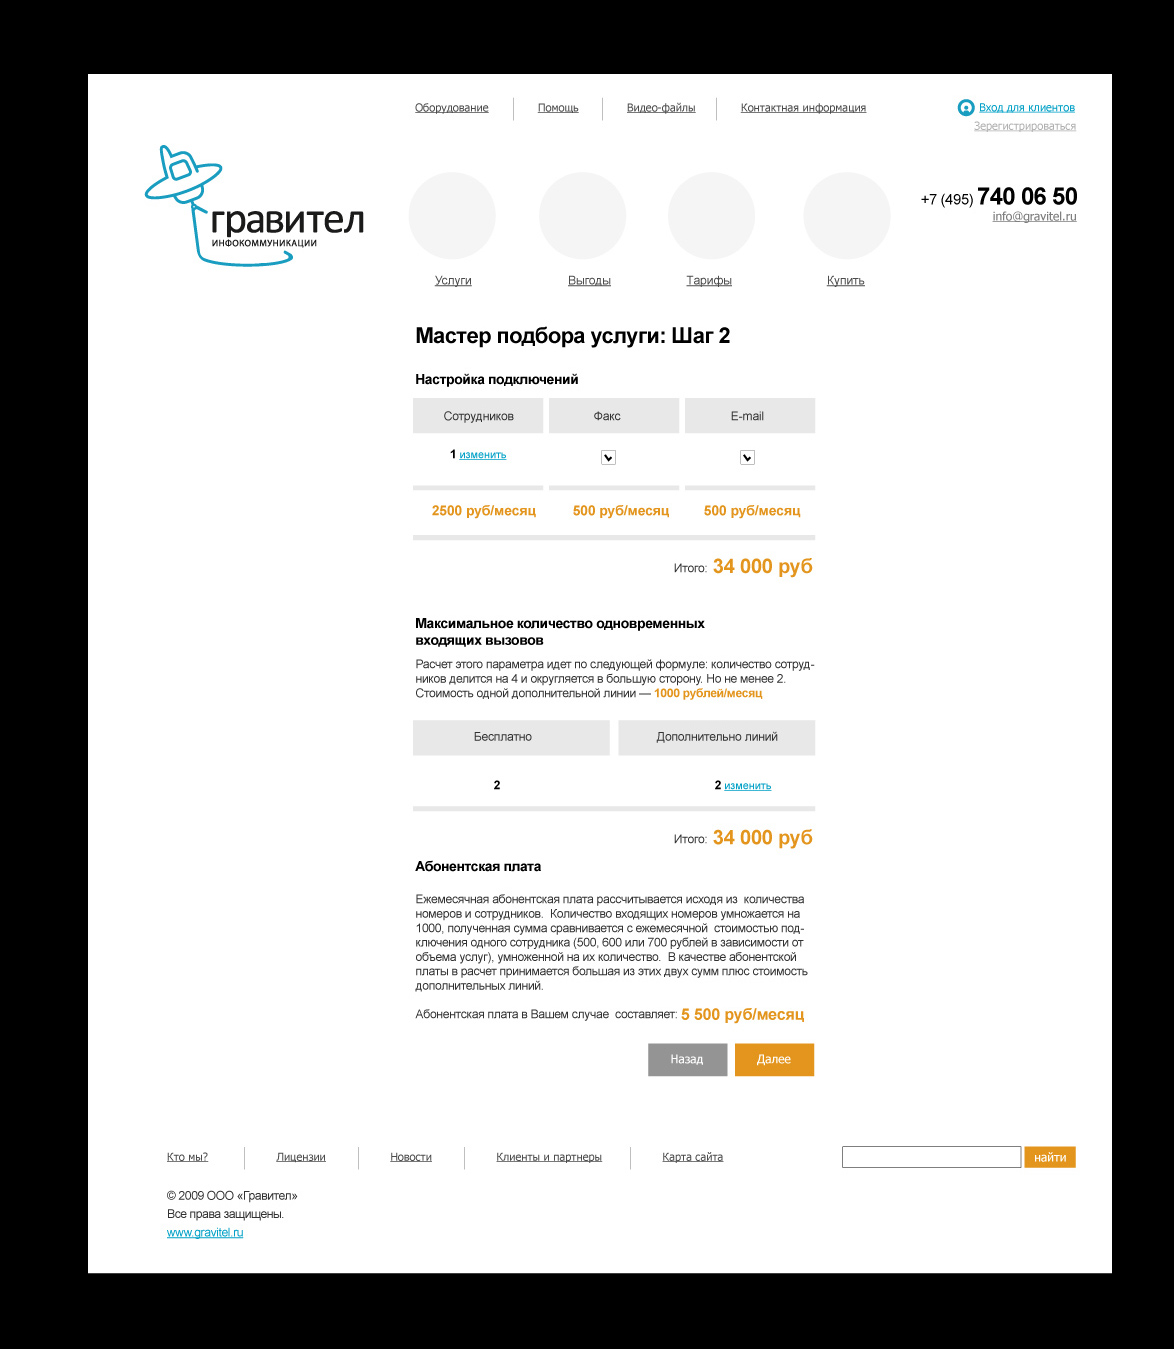 Оборудование
Помощь
Видео-файлы
Контактная информация
Вход для клиентов
Зерегистрироваться
гравител
ИНФОКОММУНИКАЦИИ
+7 (495) 740 06 50
info@gravitel.ru
Услуги
Выгоды
Тарифы
Купить
Мастер подбора услуги: Шаг 2
Настройка подключений
Сотрудников
Факс
E-mail
1 изменить
2500 руб/месяц
500 руб/месяц
500 руб/месяц
Итого: 34 000 руб
Максимальное количество одновременных
входящих вызовов
Расчет этого параметра идет по следующей формуле: количество сотруд-
ников делится на 4 и округляется в большую сторону. Но не менее 2.
Стоимость одной дополнительной линии — 1000 рублей/месяц
Бесплатно
Дополнительно линий
2
2 изменить
Итого: 34 000 руб
Абонентская плата
Ежемесячная абонентская плата рассчитывается исходя из количества
номеров и сотрудников. Количество входящих номеров умножается на
1000, полученная сумма сравнивается с ежемесячной стоимостью под-
ключения одного сотрудника (500, 600 или 700 рублей в зависимости от
объема услуг), умноженной на их количество. В качестве абонентской
платы в расчет принимается большая из этих двух сумм плюс стоимость
дополнительных линий.
Абонентская плата в Вашем случае составляет: 5 500 руб/месяц
Назад
Далее
Кто мы?
Лицензии
Новости
Клиенты и партнеры
Карта сайта
найти
© 2009 ООО «Гравител»
Все права защищены.
www.gravitel.ru